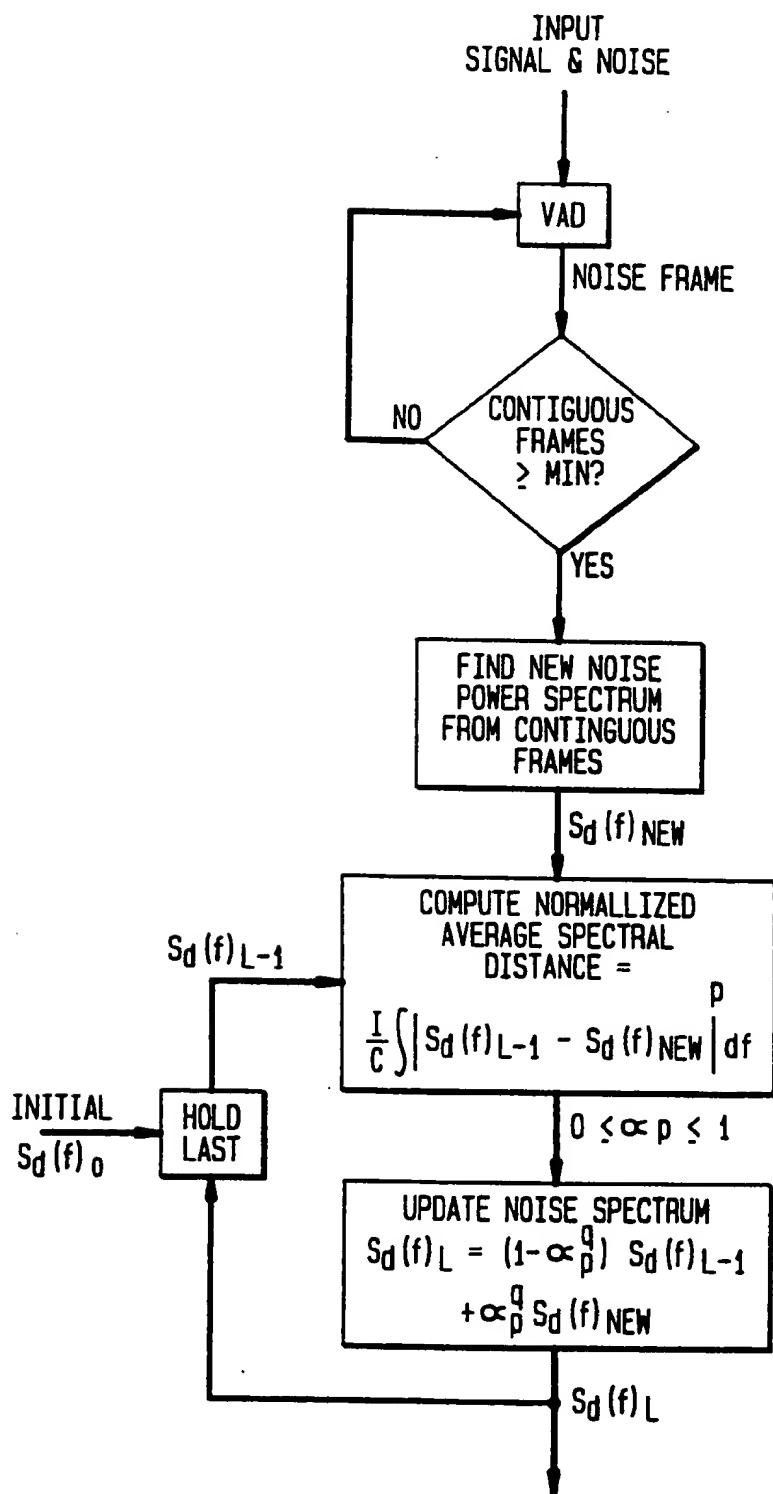 INPUT
SIGNAL & NOISE
VAD
NOISE FRAME
NO
CONTIGUOUS
FRAMES
≥ MIN?
YES
FIND NEW NOISE
POWER SPECTRUM
FROM CONTINGUOUS
FRAMES
Sd(f)NEW
COMPUTE NORMALLIZED
AVERAGE SPECTRAL
DISTANCE =
I/C ∫|Sd(f)L-1 - Sd(f)NEW|^p df
Sd(f)L-1
INITIAL
Sd(f)0
HOLD
LAST
0 ≤ ∝p ≤ 1
UPDATE NOISE SPECTRUM
Sd(f)L = (1-∝p^q) Sd(f)L-1
+∝p^q Sd(f)NEW
Sd(f)L